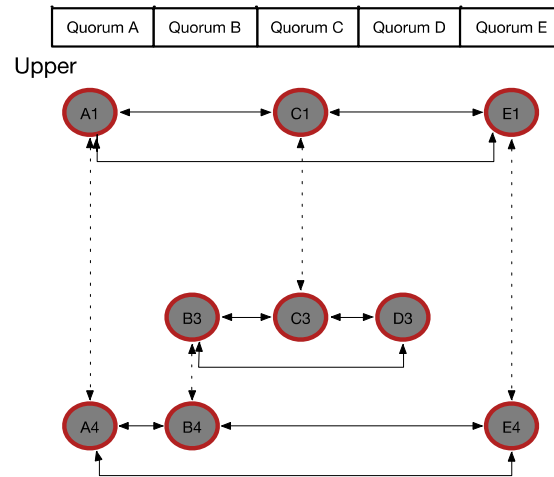 Quorum A Quorum B Quorum C Quorum D Quorum E
Upper
A1 C1 E1
B3 C3 D3
A4 B4 E4